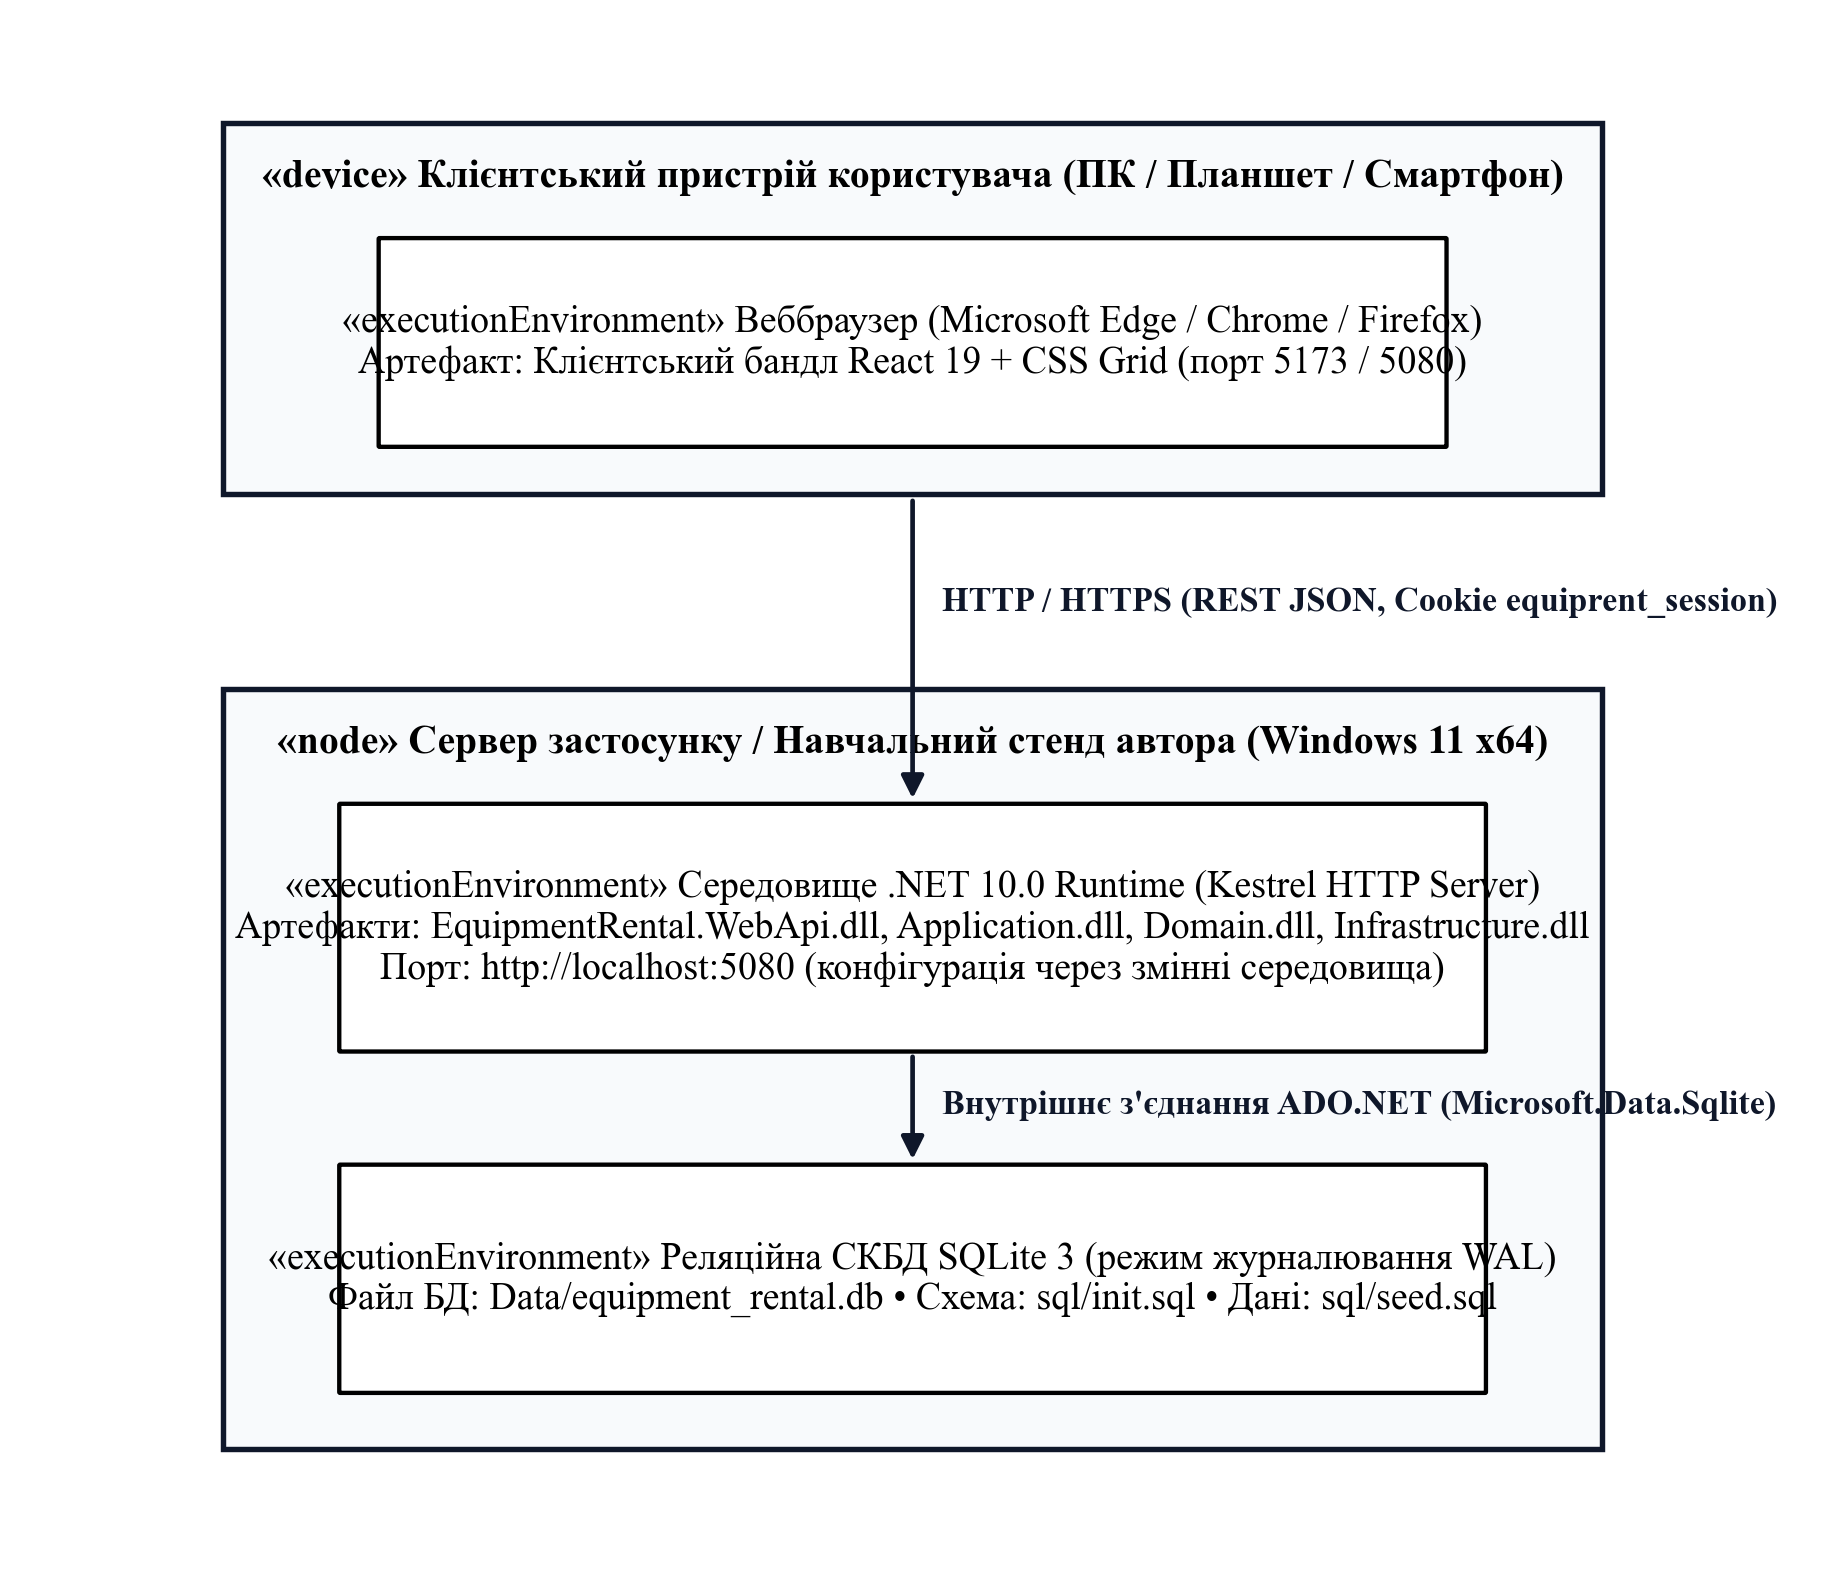 «device» Клієнтський пристрій користувача (ПК / Планшет / Смартфон)
«executionEnvironment» Веббраузер (Microsoft Edge / Chrome / Firefox)
Артефакт: Клієнтський бандл React 19 + CSS Grid (порт 5173 / 5080)
HTTP / HTTPS (REST JSON, Cookie equiprent_session)
«node» Сервер застосунку / Навчальний стенд автора (Windows 11 x64)
«executionEnvironment» Середовище .NET 10.0 Runtime (Kestrel HTTP Server)
Артефакти: EquipmentRental.WebApi.dll, Application.dll, Domain.dll, Infrastructure.dll
Порт: http://localhost:5080 (конфігурація через змінні середовища)
Внутрішнє з'єднання ADO.NET (Microsoft.Data.Sqlite)
«executionEnvironment» Реляційна СКБД SQLite 3 (режим журналювання WAL)
Файл БД: Data/equipment_rental.db • Схема: sql/init.sql • Дані: sql/seed.sql